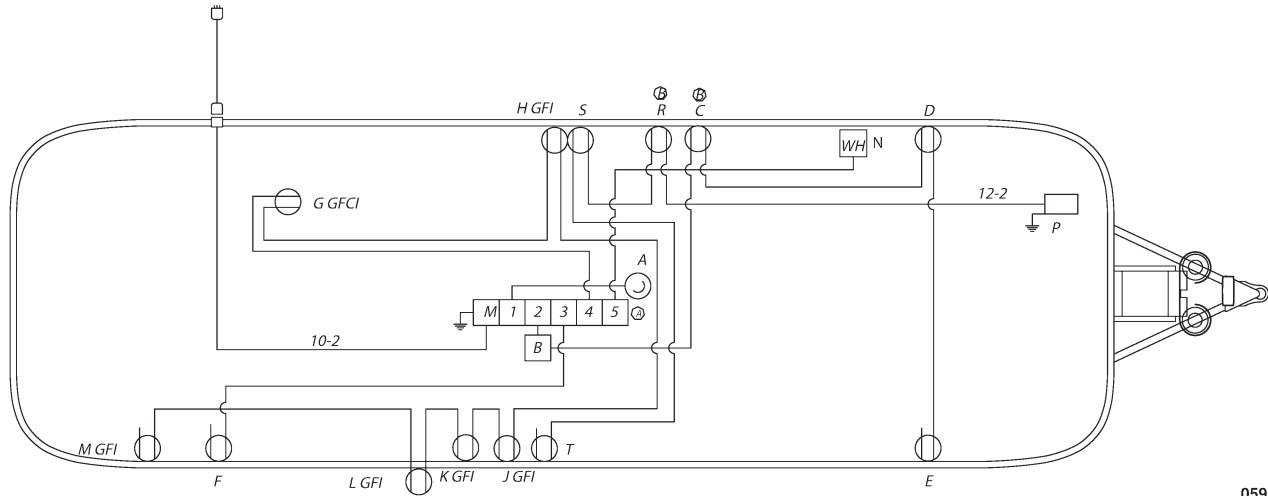 B B
H GFI S R C D
WH N
G GFCI
12-2
P
A
M 1 2 3 4 5 A
10-2
B
M GFI
F
L GFI
K GFI
J GFI
T
E
059